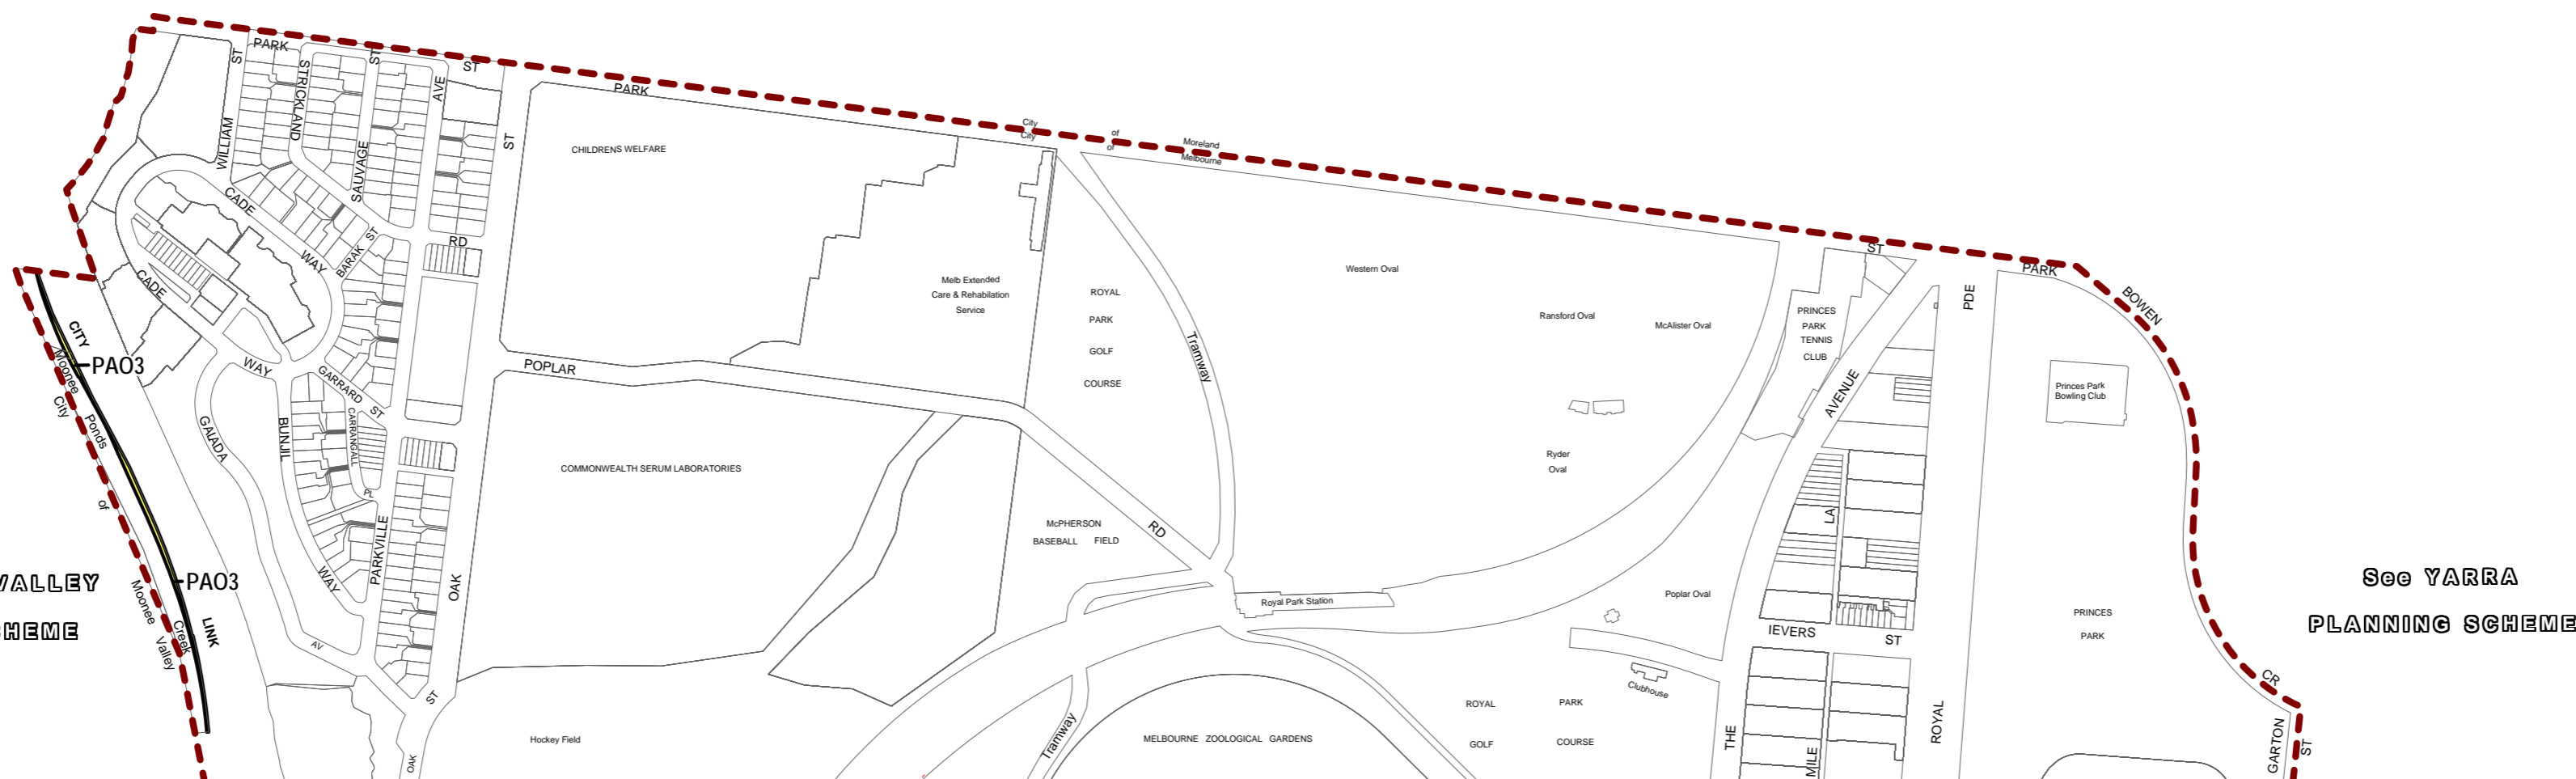 PARK
ST
PARK
ST
STRICKLAND
ST
AVE
ST
WILLIAM
SAUVAGE
ST
CADE
WAY
BARAK
ST
RD
CADE
WAY
GARRARD
ST
CARRANGALL
PL
GAIADA
BUNJIL
WAY
PARKVILLE
AV
OAK
ST
OAK
CITY
LINK
PAO3
PAO3
Moonee
Ponds
Creek
City
of
Moonee
Valley
VALLEY
HEME
CHILDRENS WELFARE
Melb Extended
Care & Rehabilation
Service
POPLAR
RD
COMMONWEALTH SERUM LABORATORIES
Hockey Field
City of Moreland
City of Melbourne
ROYAL
PARK
GOLF
COURSE
Tramway
McPHERSON
BASEBALL FIELD
Royal Park Station
Tramway
MELBOURNE ZOOLOGICAL GARDENS
Western Oval
Ransford Oval
McAlister Oval
Ryder
Oval
Poplar Oval
Clubhouse
ROYAL PARK
GOLF COURSE
PRINCES
PARK
TENNIS
CLUB
ST
AVENUE
THE
LA
MILE
IEVERS
ST
PDE
ROYAL
PARK
BOWEN
CR
GARTON
ST
Princes Park
Bowling Club
PRINCES
PARK
See YARRA
PLANNING SCHEME